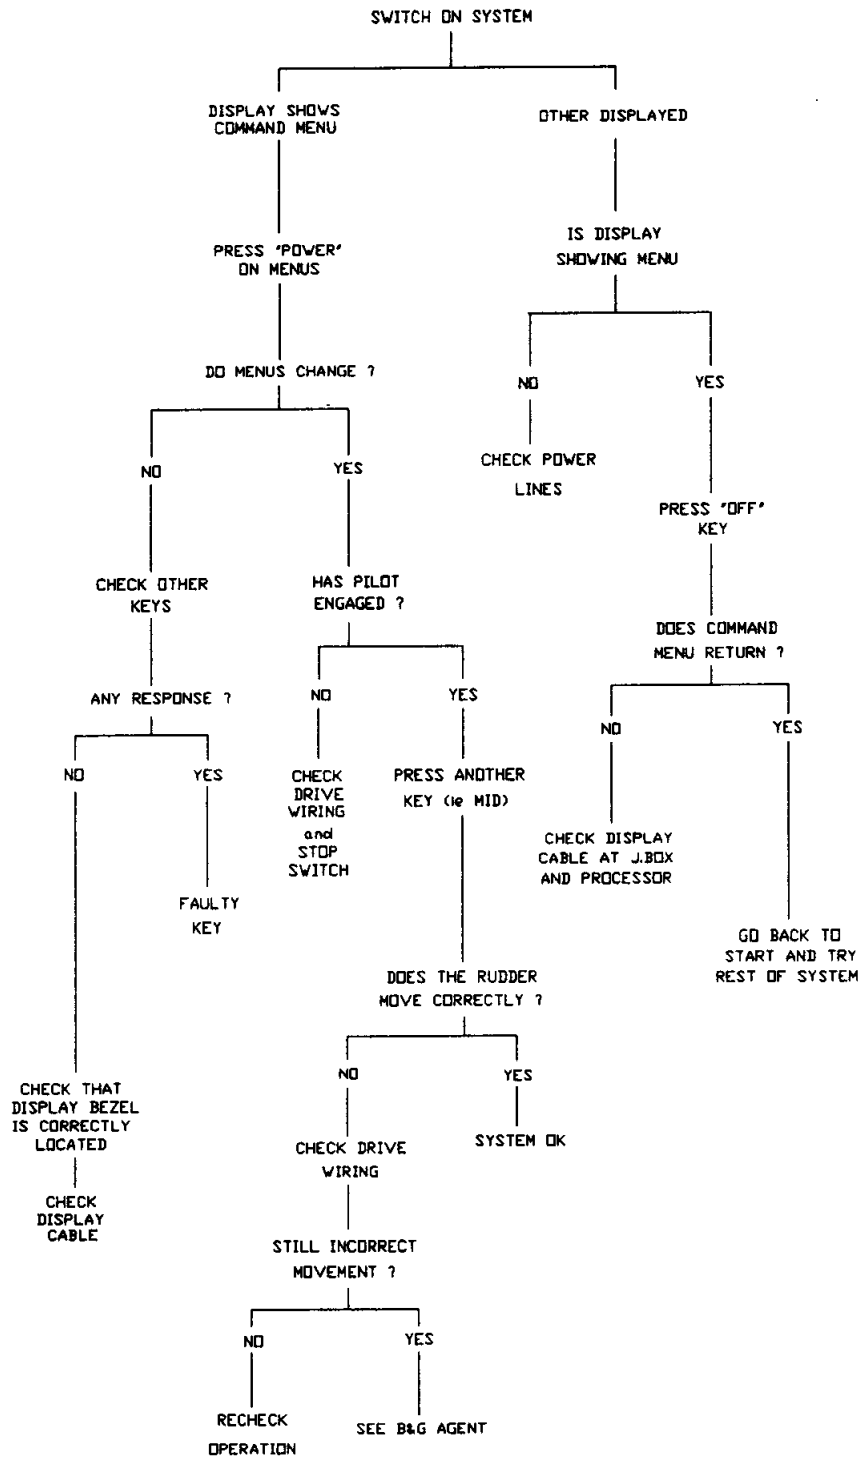 SWITCH ON SYSTEM
DISPLAY SHOWS
COMMAND MENU
OTHER DISPLAYED
PRESS "POWER"
ON MENUS
IS DISPLAY
SHOWING MENU
DO MENUS CHANGE ?
NO
YES
NO
YES
CHECK POWER
LINES
PRESS "OFF"
KEY
CHECK OTHER
KEYS
HAS PILOT
ENGAGED ?
DOES COMMAND
MENU RETURN ?
ANY RESPONSE ?
NO
YES
NO
YES
NO
YES
CHECK
DRIVE
WIRING
and
STOP
SWITCH
PRESS ANOTHER
KEY (ie MID)
CHECK DISPLAY
CABLE AT J.BOX
AND PROCESSOR
FAULTY
KEY
GO BACK TO
START AND TRY
REST OF SYSTEM
DOES THE RUDDER
MOVE CORRECTLY ?
NO
YES
CHECK THAT
DISPLAY BEZEL
IS CORRECTLY
LOCATED
CHECK DRIVE
WIRING
SYSTEM OK
CHECK
DISPLAY
CABLE
STILL INCORRECT
MOVEMENT ?
NO
YES
RECHECK
OPERATION
SEE B&G AGENT